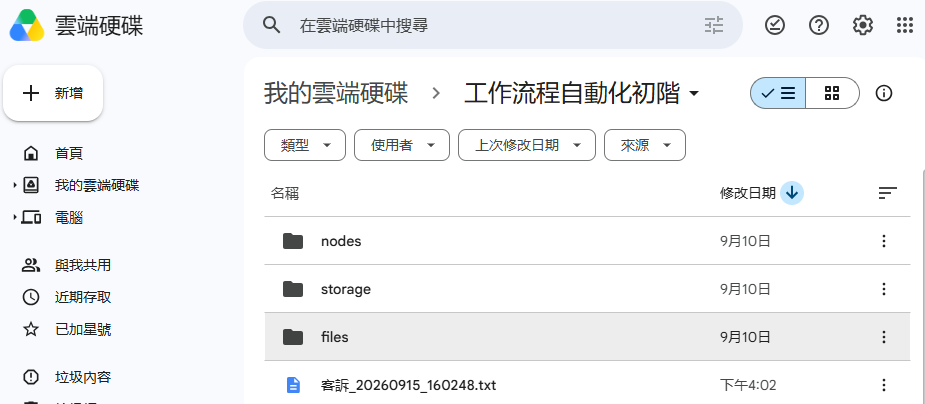 雲端硬碟
在雲端硬碟中搜尋
新增
首頁
我的雲端硬碟
電腦
與我共用
近期存取
已加星號
垃圾內容
我的雲端硬碟 > 工作流程自動化初階
類型
使用者
上次修改日期
來源
名稱 修改日期
nodes 9月10日
storage 9月10日
files 9月10日
客訴_20260915_160248.txt 下午4:02